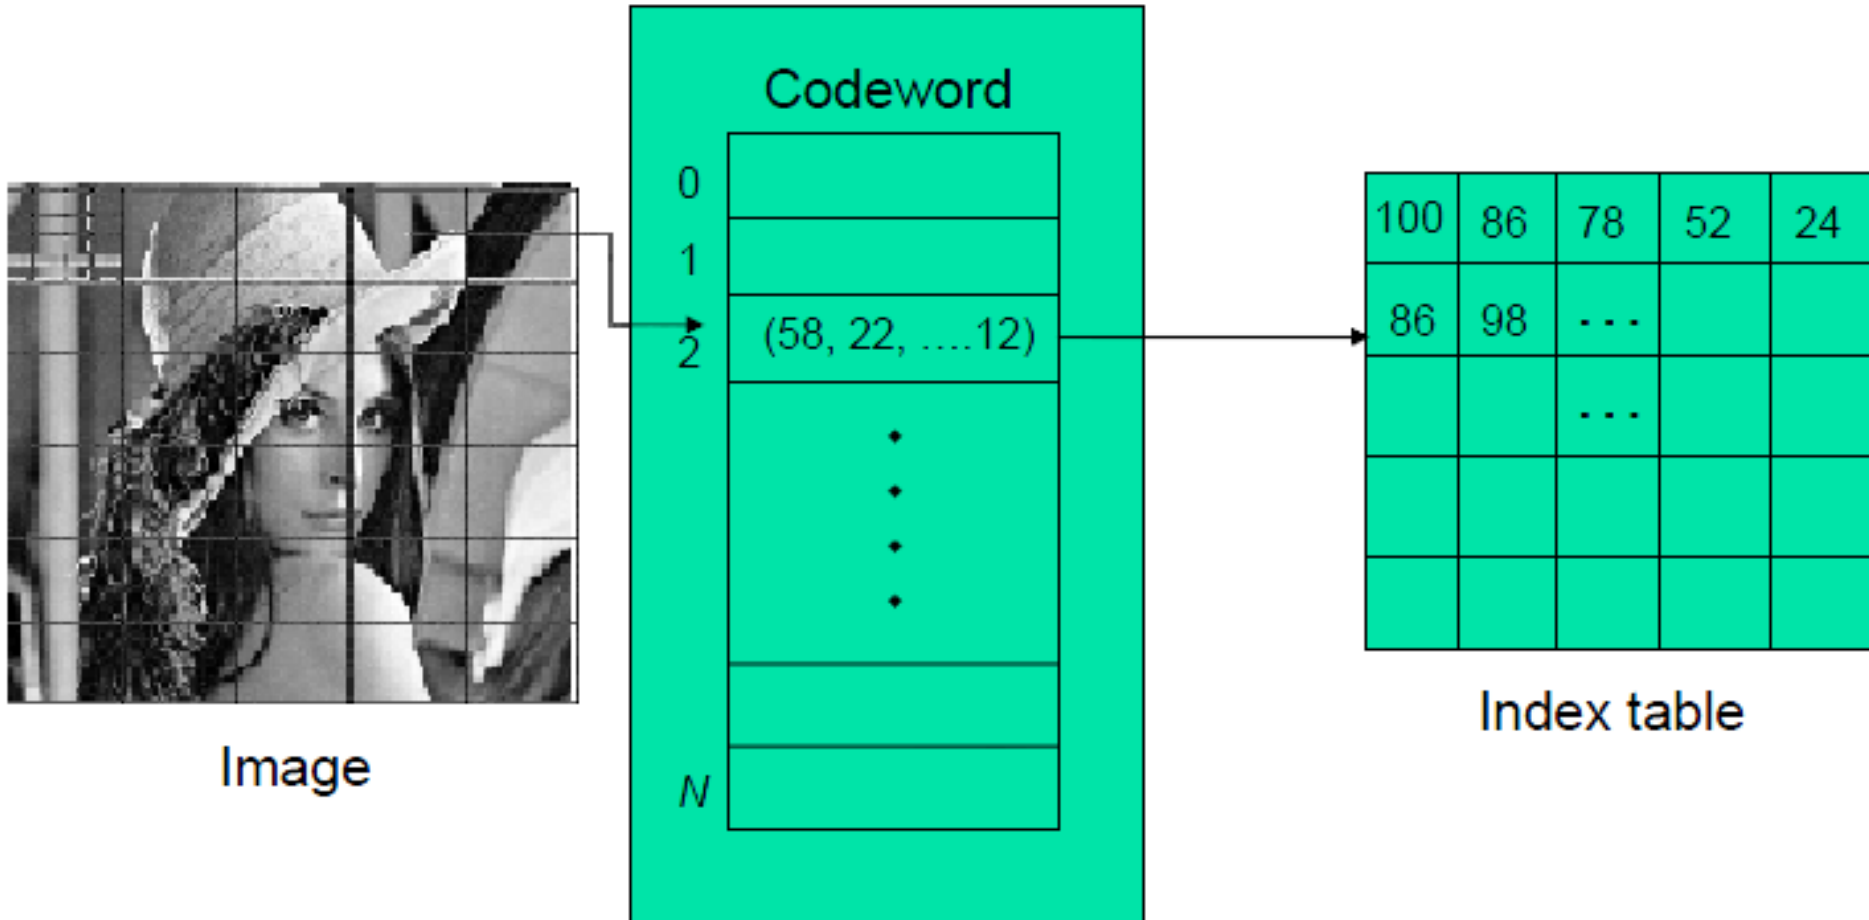 Codeword
0
1
2
(58, 22, ....12)
N
Image
100 86 78 52 24
86 98 ...
...
Index table